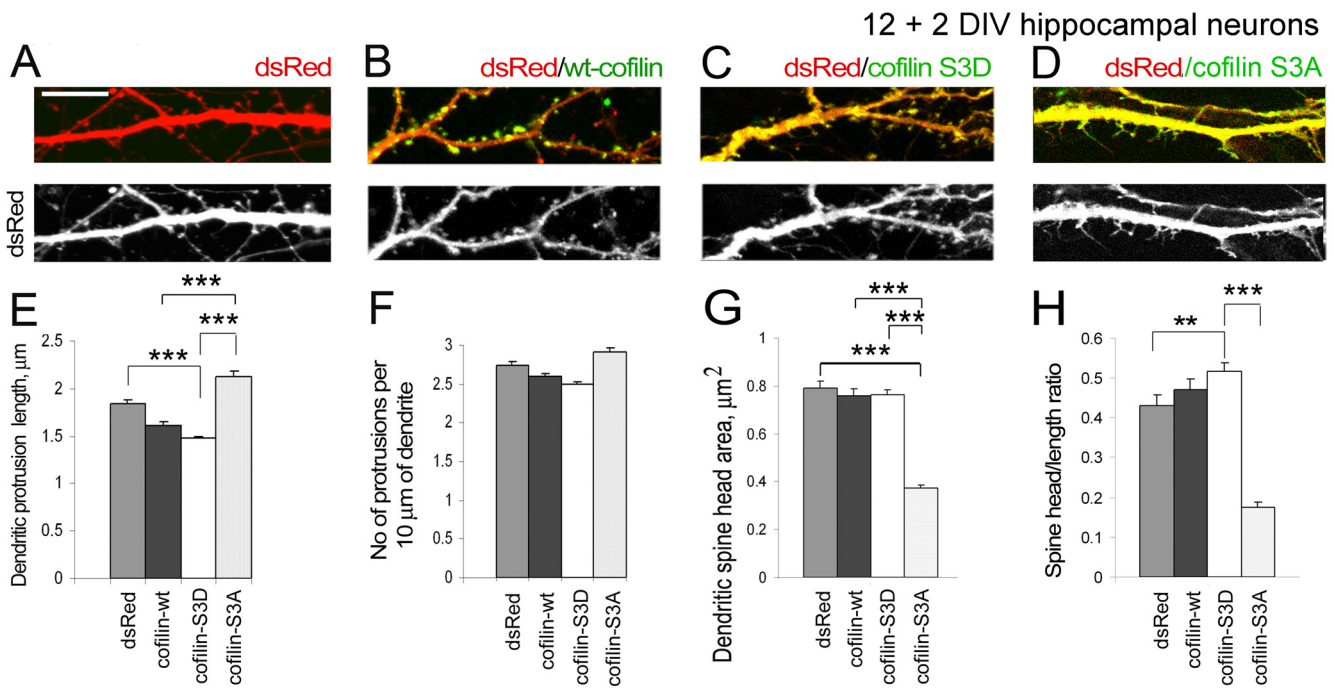 12 + 2 DIV hippocampal neurons
A
dsRed
B
dsRed/wt-cofilin
C
dsRed/cofilin S3D
D
dsRed/cofilin S3A
dsRed
E
Dendritic protrusion length, μm
2.5
2
1.5
1
0.5
0
***
***
***
dsRed
cofilin-wt
cofilin-S3D
cofilin-S3A
F
No of protrusions per
10 μm of dendrite
3
2.5
2
1.5
1
0.5
0
dsRed
cofilin-wt
cofilin-S3D
cofilin-S3A
G
Dendritic spine head area, μm²
1
0.8
0.6
0.4
0.2
0
***
***
***
dsRed
cofilin-wt
cofilin-S3D
cofilin-S3A
H
Spine head/length ratio
0.6
0.5
0.4
0.3
0.2
0.1
0
**
***
dsRed
cofilin-wt
cofilin-S3D
cofilin-S3A